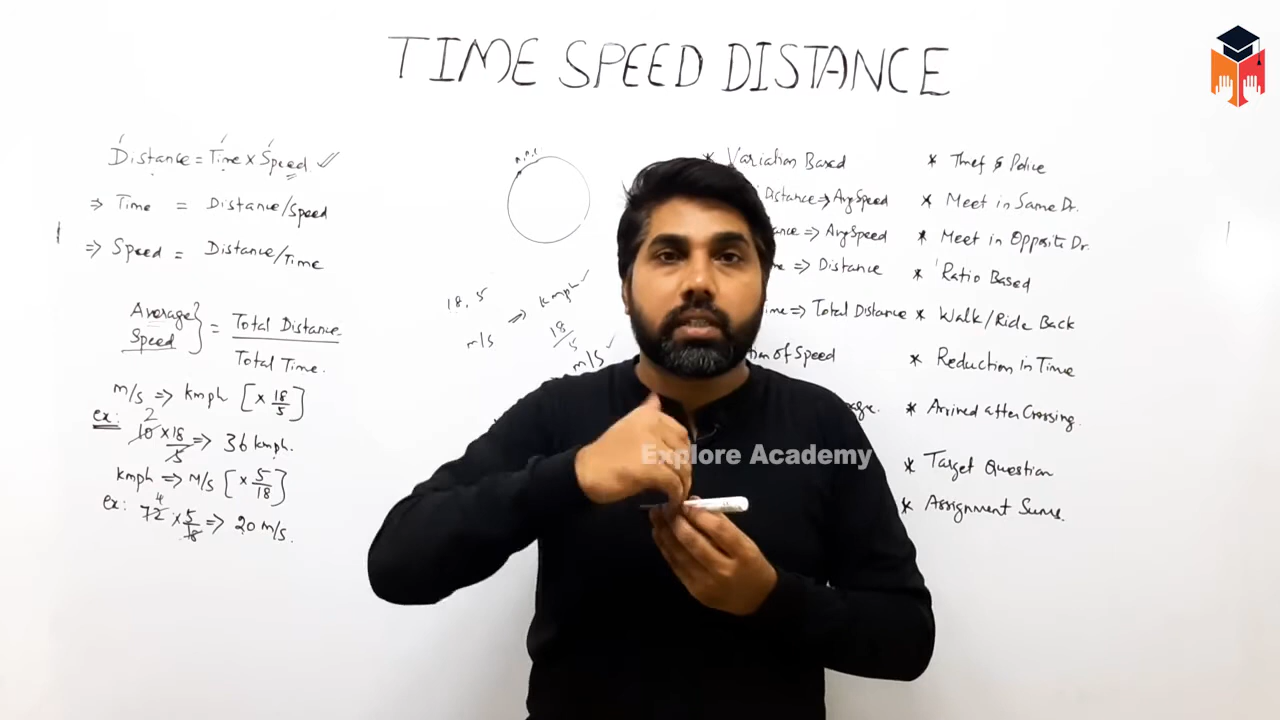 TIME SPEED DISTANCE
Distance = Time x Speed
⇒ Time = Distance/Speed
⇒ Speed = Distance/Time
Average Speed } = Total Distance / Total Time.
m/s ⇒ kmph [x 18/5]
ex: 10 x 18/5 ⇒ 36 kmph.
2
kmph ⇒ m/s [x 5/18]
ex: 72 x 5/18 ⇒ 20 m/s.
4
18, 5
m/s ⇒ kmph
18/5
m/s
* Variation Based
Distance ⇒ Avg Speed
⇒ Avg Speed
⇒ Distance
⇒ Total Distance
of Speed
* Thief & Police
* Meet in Same Dr.
* Meet in Opposite Dr.
* Ratio Based
* Walk/Ride Back
* Reduction in Time
* Arrived after Crossing.
* Target Question
* Assignment Sums.
Explore Academy